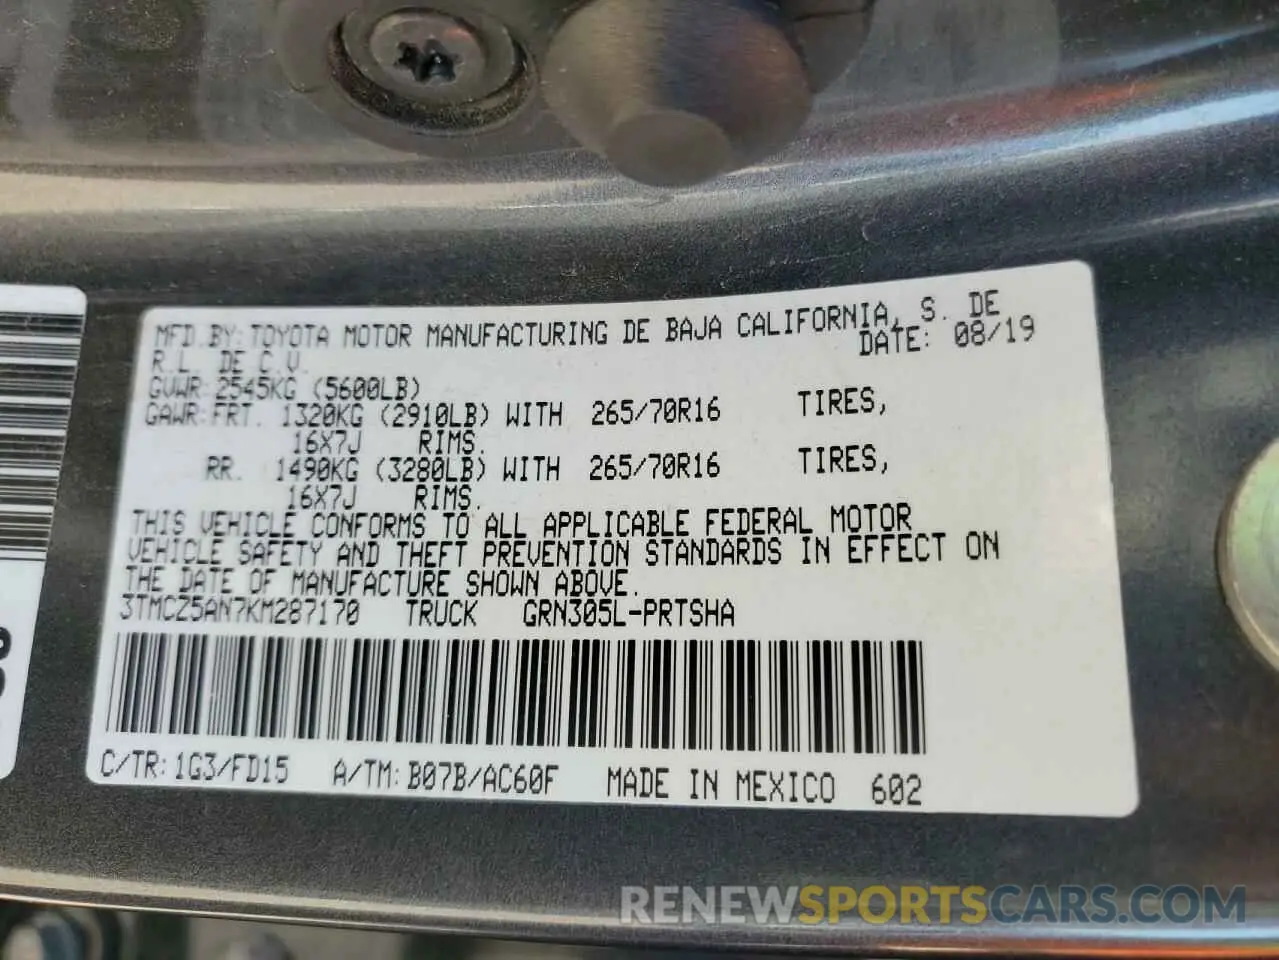 MFD.BY: TOYOTA MOTOR MANUFACTURING DE BAJA CALIFORNIA, S. DE
R.L. DE C.V. DATE: 08/19
GVWR: 2545KG (5600LB)
GAWR: FRT. 1320KG (2910LB) WITH 265/70R16 TIRES,
16X7J RIMS.
RR. 1490KG (3280LB) WITH 265/70R16 TIRES,
16X7J RIMS.
THIS VEHICLE CONFORMS TO ALL APPLICABLE FEDERAL MOTOR
VEHICLE SAFETY AND THEFT PREVENTION STANDARDS IN EFFECT ON
THE DATE OF MANUFACTURE SHOWN ABOVE.
3TMCZ5AN7KM287170 TRUCK GRN305L-PRTSHA
C/TR: 1G3/FD15 A/TM: B07B/AC60F MADE IN MEXICO 602
RENEWSPORTSCARS.COM